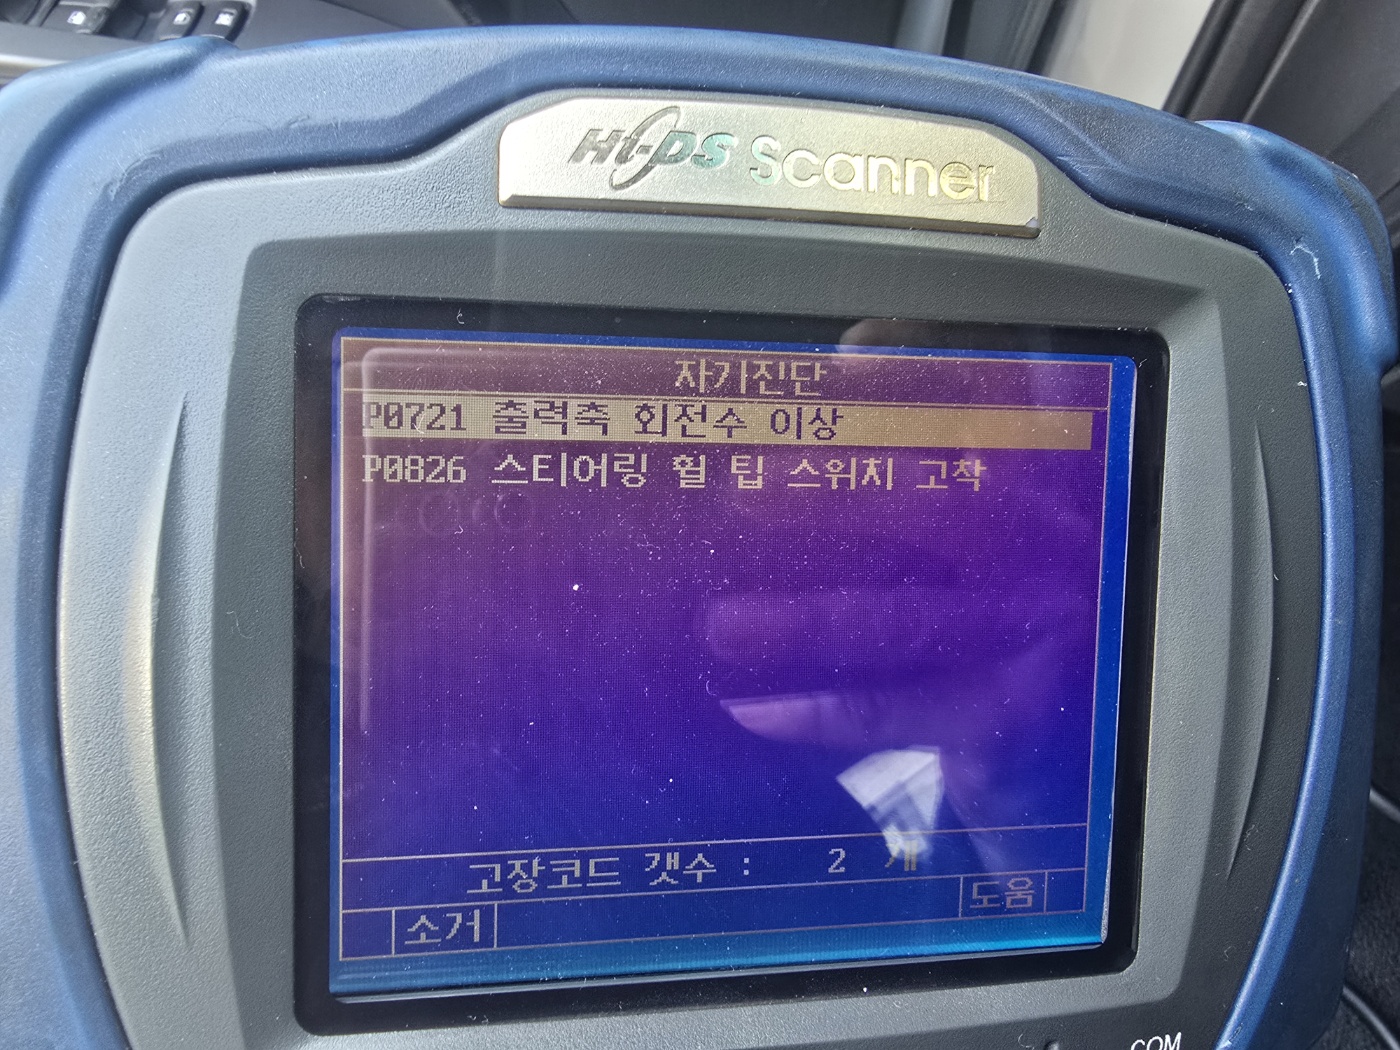 Hi-DS Scanner
자기진단
P0721 출력축 회전수 이상
P0826 스티어링 휠 팁 스위치 고착
고장코드 갯수 : 2 개
소거
도움
COM